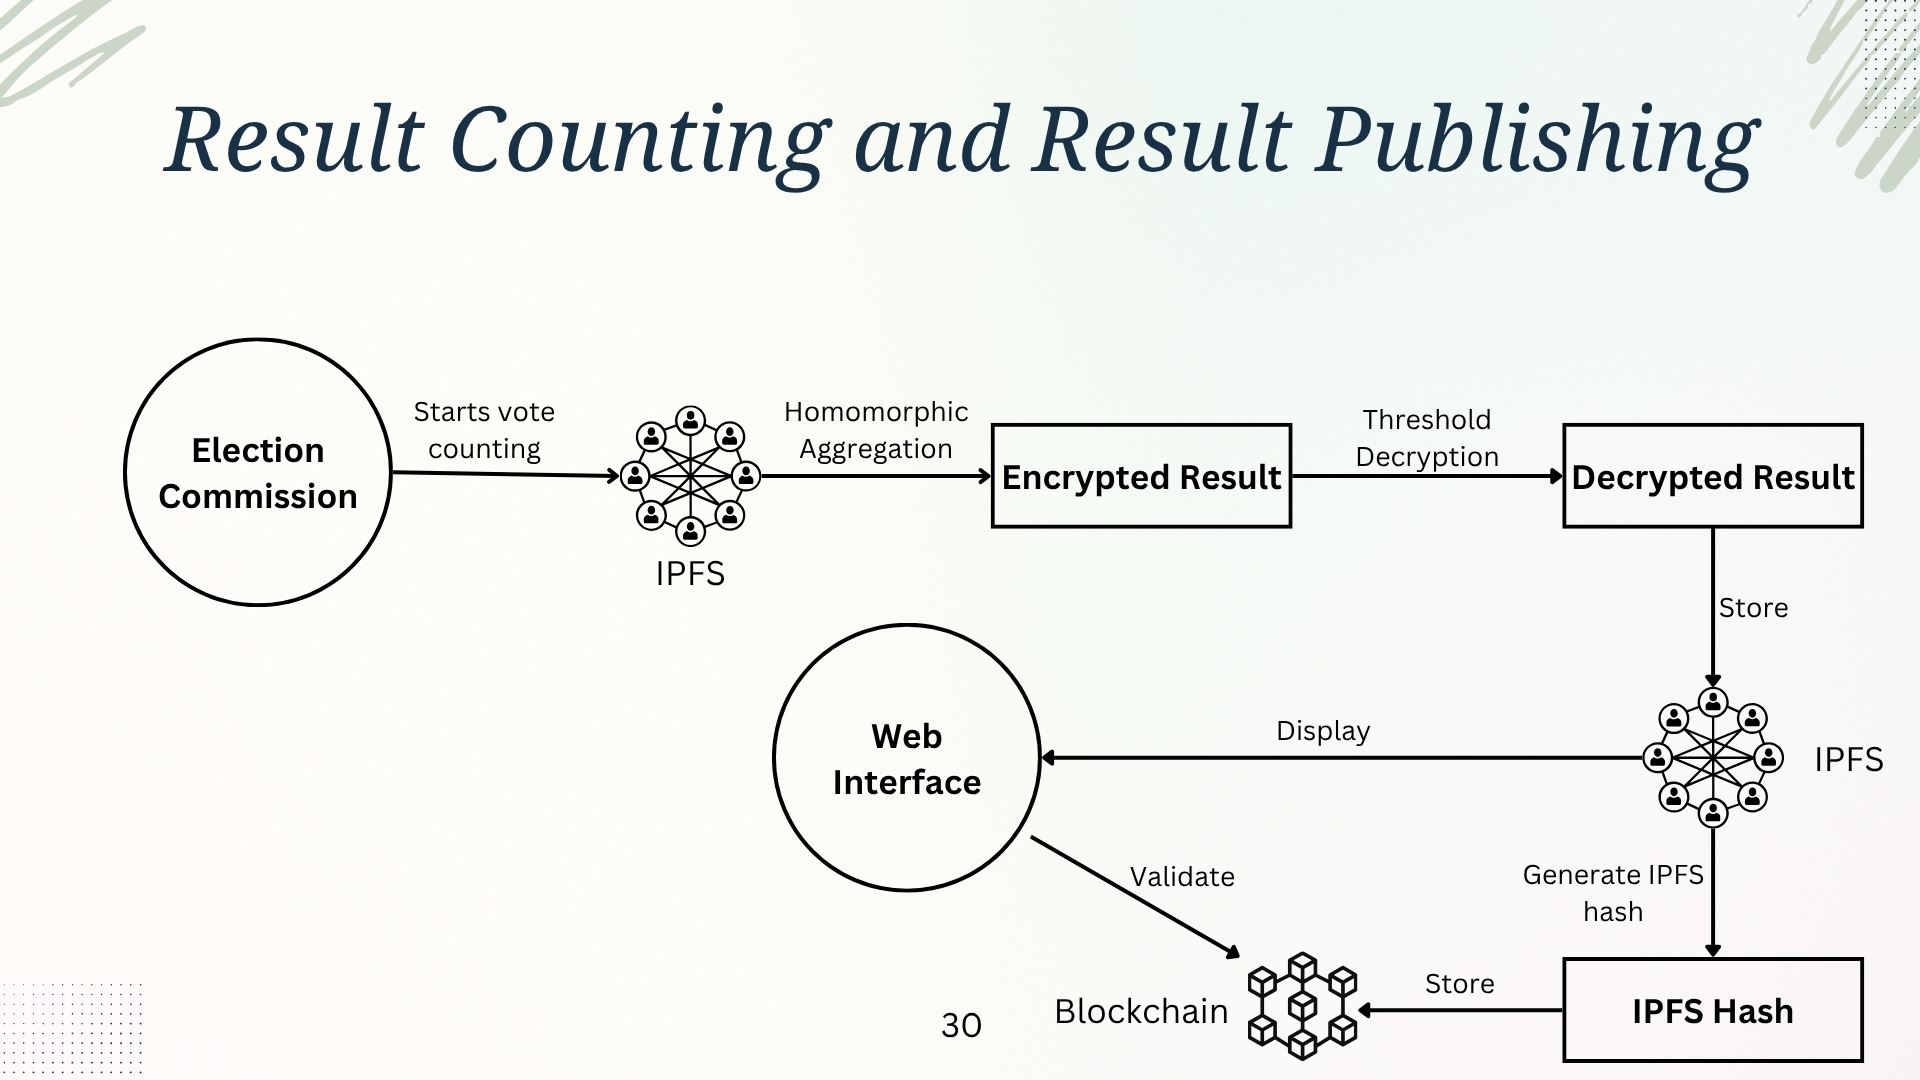 Result Counting and Result Publishing
Election
Commission
Starts vote
counting
IPFS
Homomorphic
Aggregation
Encrypted Result
Threshold
Decryption
Decrypted Result
Store
IPFS
Display
Web
Interface
Validate
Generate IPFS
hash
IPFS Hash
Store
Blockchain
30